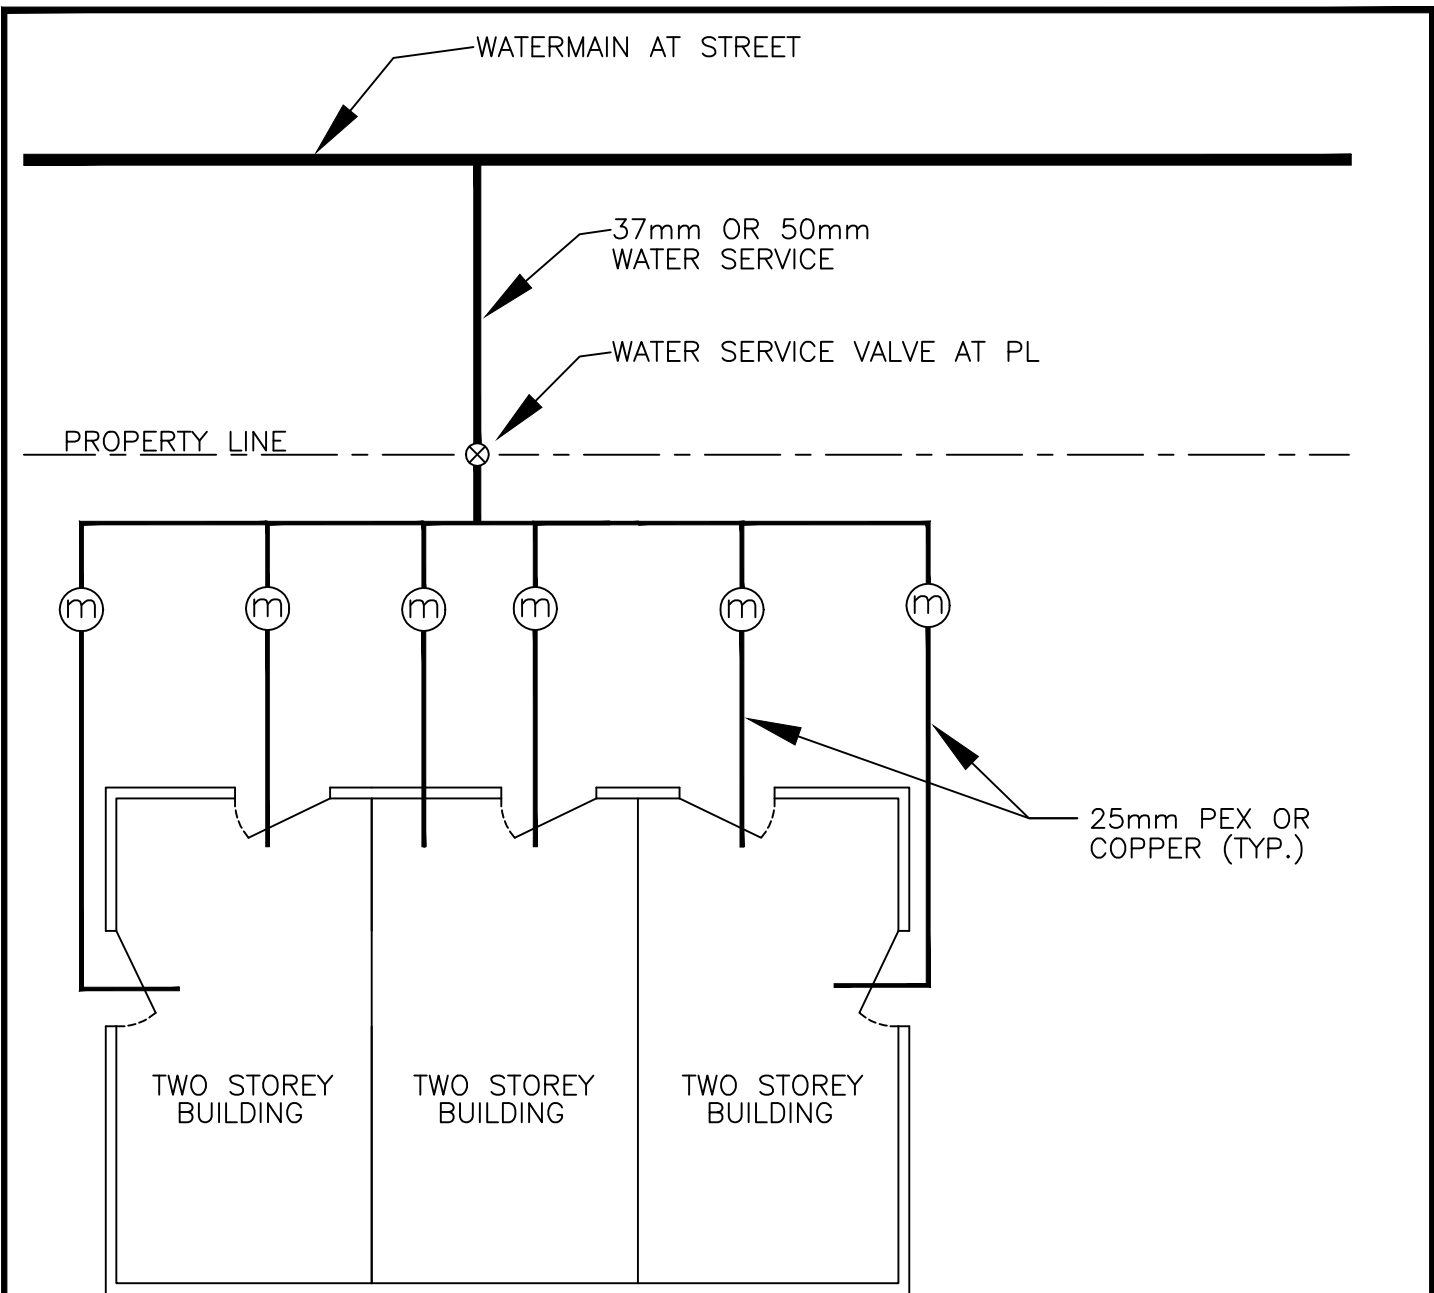 WATERMAIN AT STREET
37mm OR 50mm
WATER SERVICE
WATER SERVICE VALVE AT PL
PROPERTY LINE
m m m m m m
25mm PEX OR
COPPER (TYP.)
TWO STOREY
BUILDING
TWO STOREY
BUILDING
TWO STOREY
BUILDING